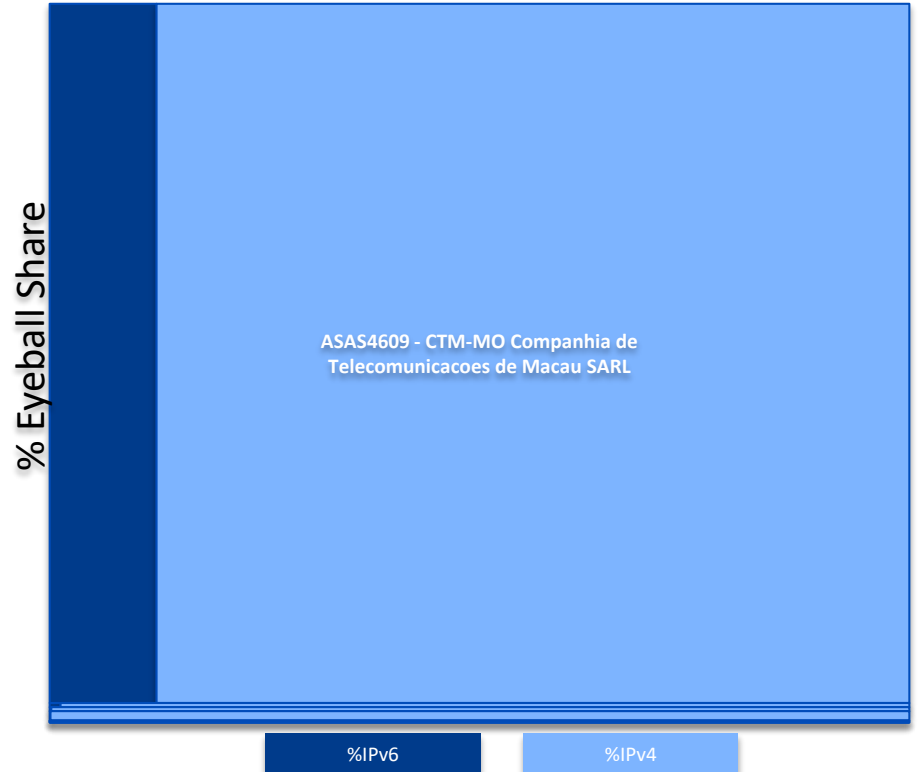 % Eyeball Share
ASAS4609 - CTM-MO Companhia de
Telecomunicacoes de Macau SARL
%IPv6
%IPv4